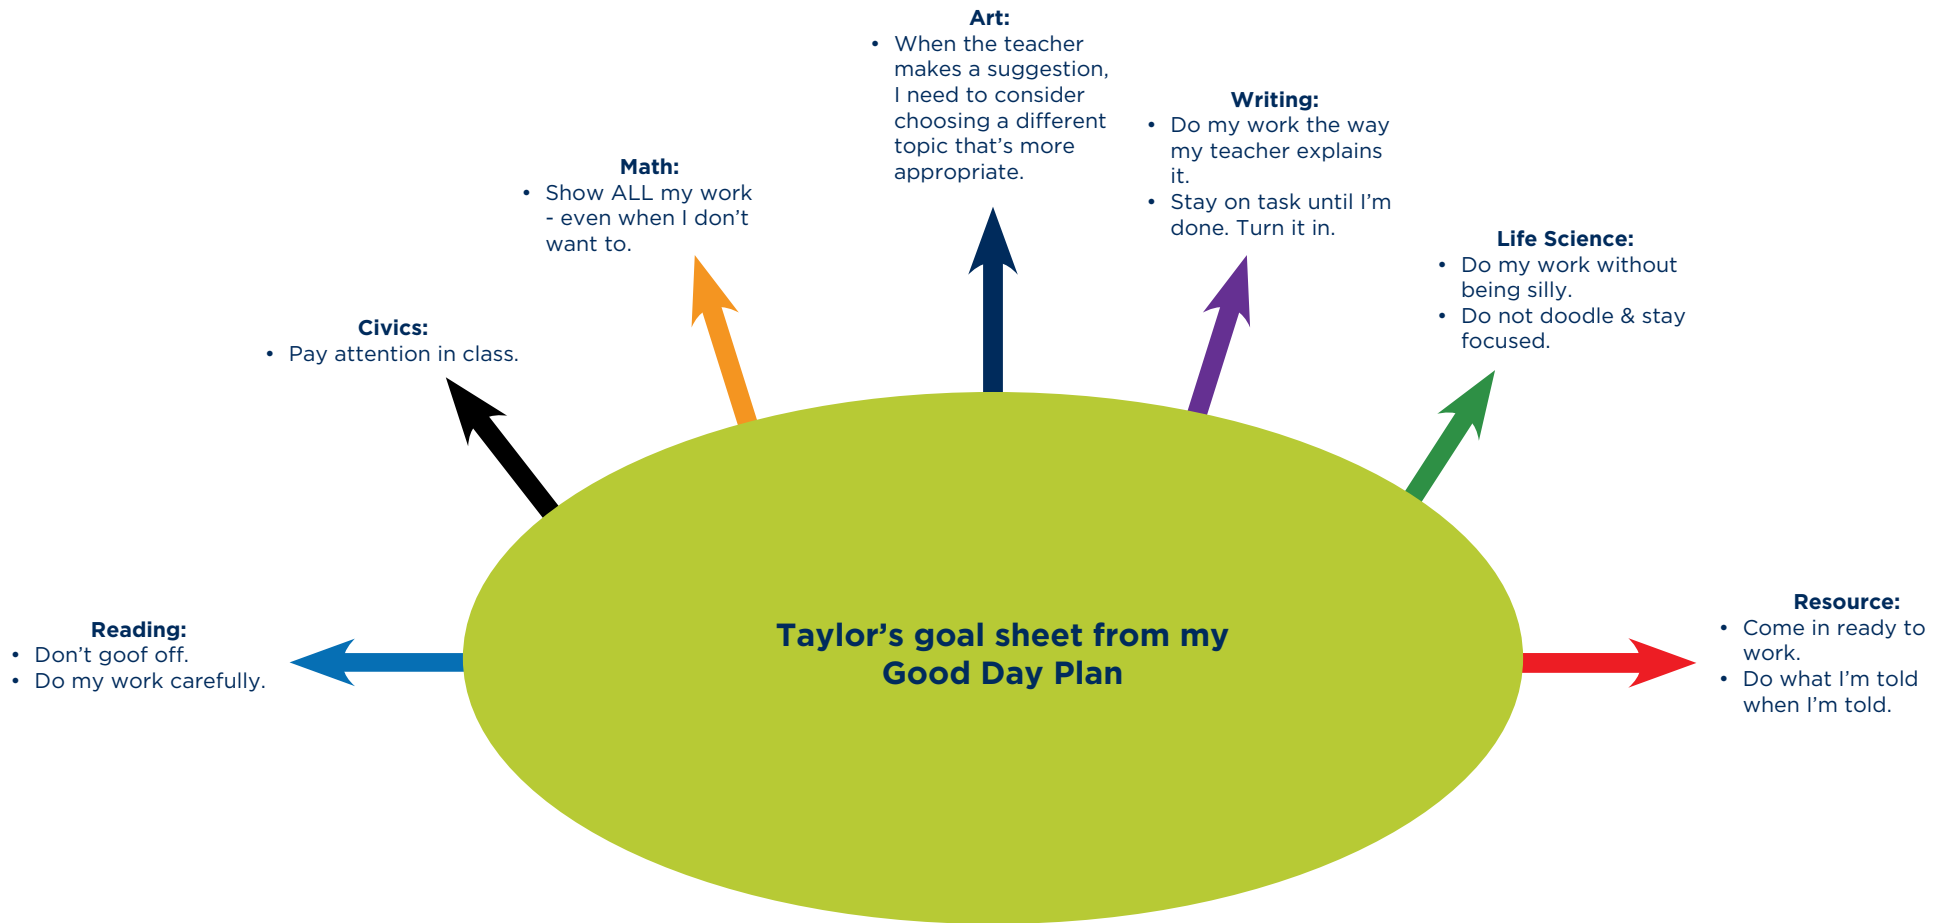 Art:
• When the teacher
makes a suggestion,
I need to consider
choosing a different
topic that's more
appropriate.
Writing:
• Do my work the way
my teacher explains
it.
• Stay on task until I'm
done. Turn it in.
Math:
• Show ALL my work
- even when I don't
want to.
Life Science:
• Do my work without
being silly.
• Do not doodle & stay
focused.
Civics:
• Pay attention in class.
Reading:
• Don't goof off.
• Do my work carefully.
Taylor's goal sheet from my
Good Day Plan
Resource:
• Come in ready to
work.
• Do what I'm told
when I'm told.